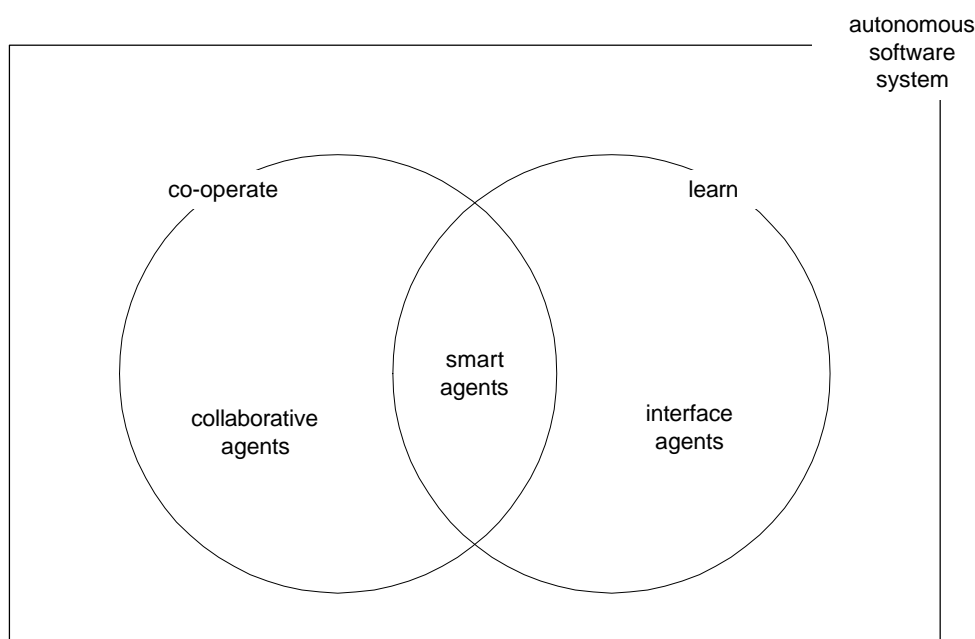 autonomous
software
system
co-operate
learn
smart
agents
collaborative
agents
interface
agents